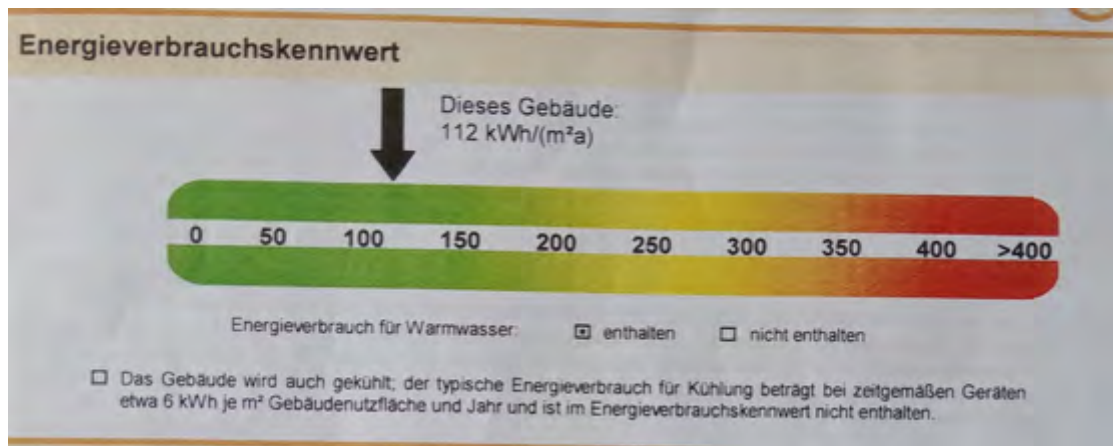 Energieverbrauchskennwert
Dieses Gebäude:
112 kWh/(m²a)
0 50 100 150 200 250 300 350 400 >400
Energieverbrauch für Warmwasser: enthalten nicht enthalten
Das Gebäude wird auch gekühlt; der typische Energieverbrauch für Kühlung beträgt bei zeitgemäßen Geräten
etwa 6 kWh je m² Gebäudenutzfläche und Jahr und ist im Energieverbrauchskennwert nicht enthalten.